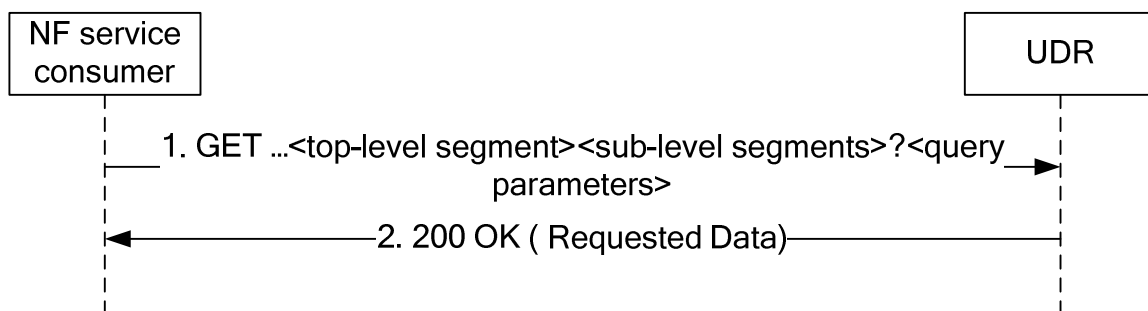 NF service
consumer
UDR
1. GET ...<top-level segment><sub-level segments>?<query
parameters>
2. 200 OK ( Requested Data)